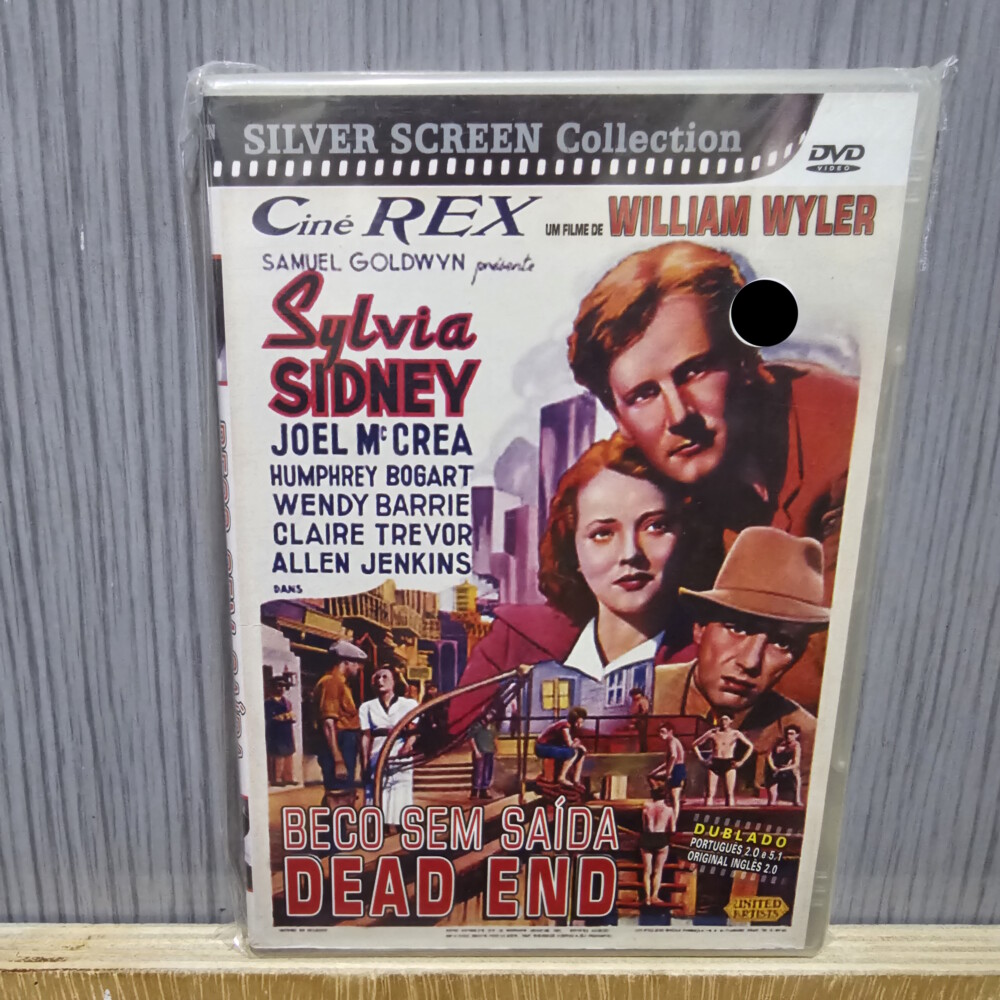 SILVER SCREEN Collection
DVD
VIDEO
Ciné REX
UM FILME DE WILLIAM WYLER
SAMUEL GOLDWYN présente
Sylvia
SIDNEY
JOEL McCREA
HUMPHREY BOGART
WENDY BARRIE
CLAIRE TREVOR
ALLEN JENKINS
DANS
BECO SEM SAÍDA
DEAD END
DUBLADO
PORTUGUÊS 2.0 e 5.1
ORIGINAL INGLÊS 2.0
UNITED
ARTISTS